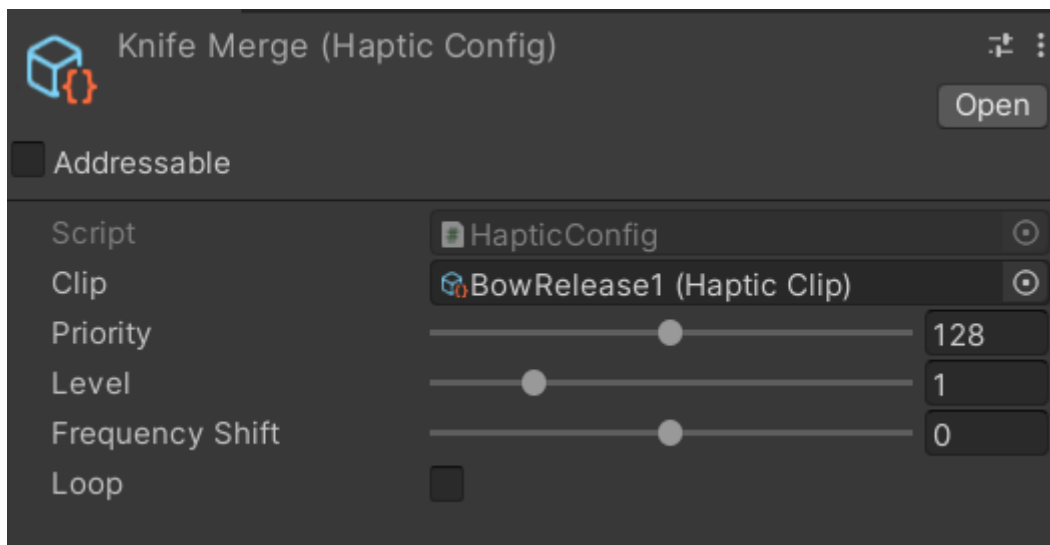 Knife Merge (Haptic Config)
Open
Addressable
Script # HapticConfig
Clip BowRelease1 (Haptic Clip)
Priority 128
Level 1
Frequency Shift 0
Loop